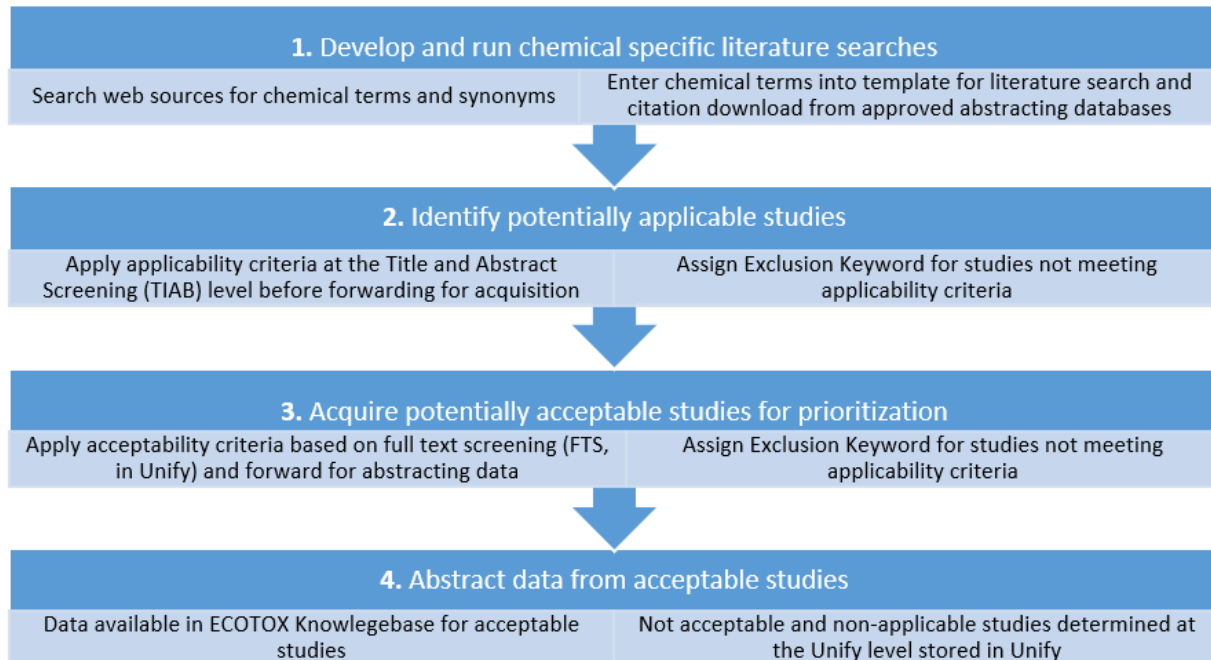 1. Develop and run chemical specific literature searches
Search web sources for chemical terms and synonyms
Enter chemical terms into template for literature search and
citation download from approved abstracting databases
2. Identify potentially applicable studies
Apply applicability criteria at the Title and Abstract
Screening (TIAB) level before forwarding for acquisition
Assign Exclusion Keyword for studies not meeting
applicability criteria
3. Acquire potentially acceptable studies for prioritization
Apply acceptability criteria based on full text screening (FTS,
in Unify) and forward for abstracting data
Assign Exclusion Keyword for studies not meeting
applicability criteria
4. Abstract data from acceptable studies
Data available in ECOTOX Knowlegebase for acceptable
studies
Not acceptable and non-applicable studies determined at
the Unify level stored in Unify